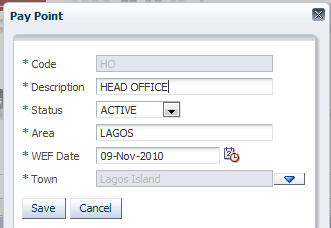 Pay Point
* Code HO
* Description HEAD OFFICE
* Status ACTIVE
* Area LAGOS
* WEF Date 09-Nov-2010
* Town Lagos Island
Save Cancel